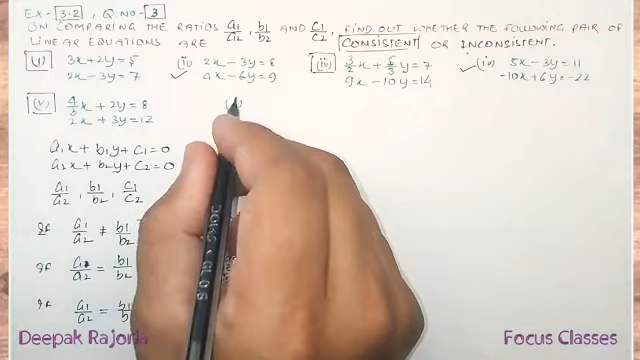 EX-3.2, Q.NO-3
ON COMPARING THE RATIOS a1/a2, b1/b2 AND c1/c2, FIND OUT WHETHER THE FOLLOWING PAIR OF
LINEAR EQUATIONS ARE CONSISTENT OR INCONSISTENT.
(i) 3x+2y=5
2x-3y=7
(ii) 2x-3y=8
4x-6y=9
(iii) 3/2x+5/3y=7
9x-10y=14
(iv) 5x-3y=11
-10x+6y=-22
(v) 4/3x+2y=8
2x+3y=12
a1x+b1y+c1=0
a2x+b2y+c2=0
a1/a2, b1/b2, c1/c2
If a1/a2 ≠ b1/b2
If a1/a2 = b1/b2
If a1/a2 = b1/b
Deepak Rajoria
Focus Classes